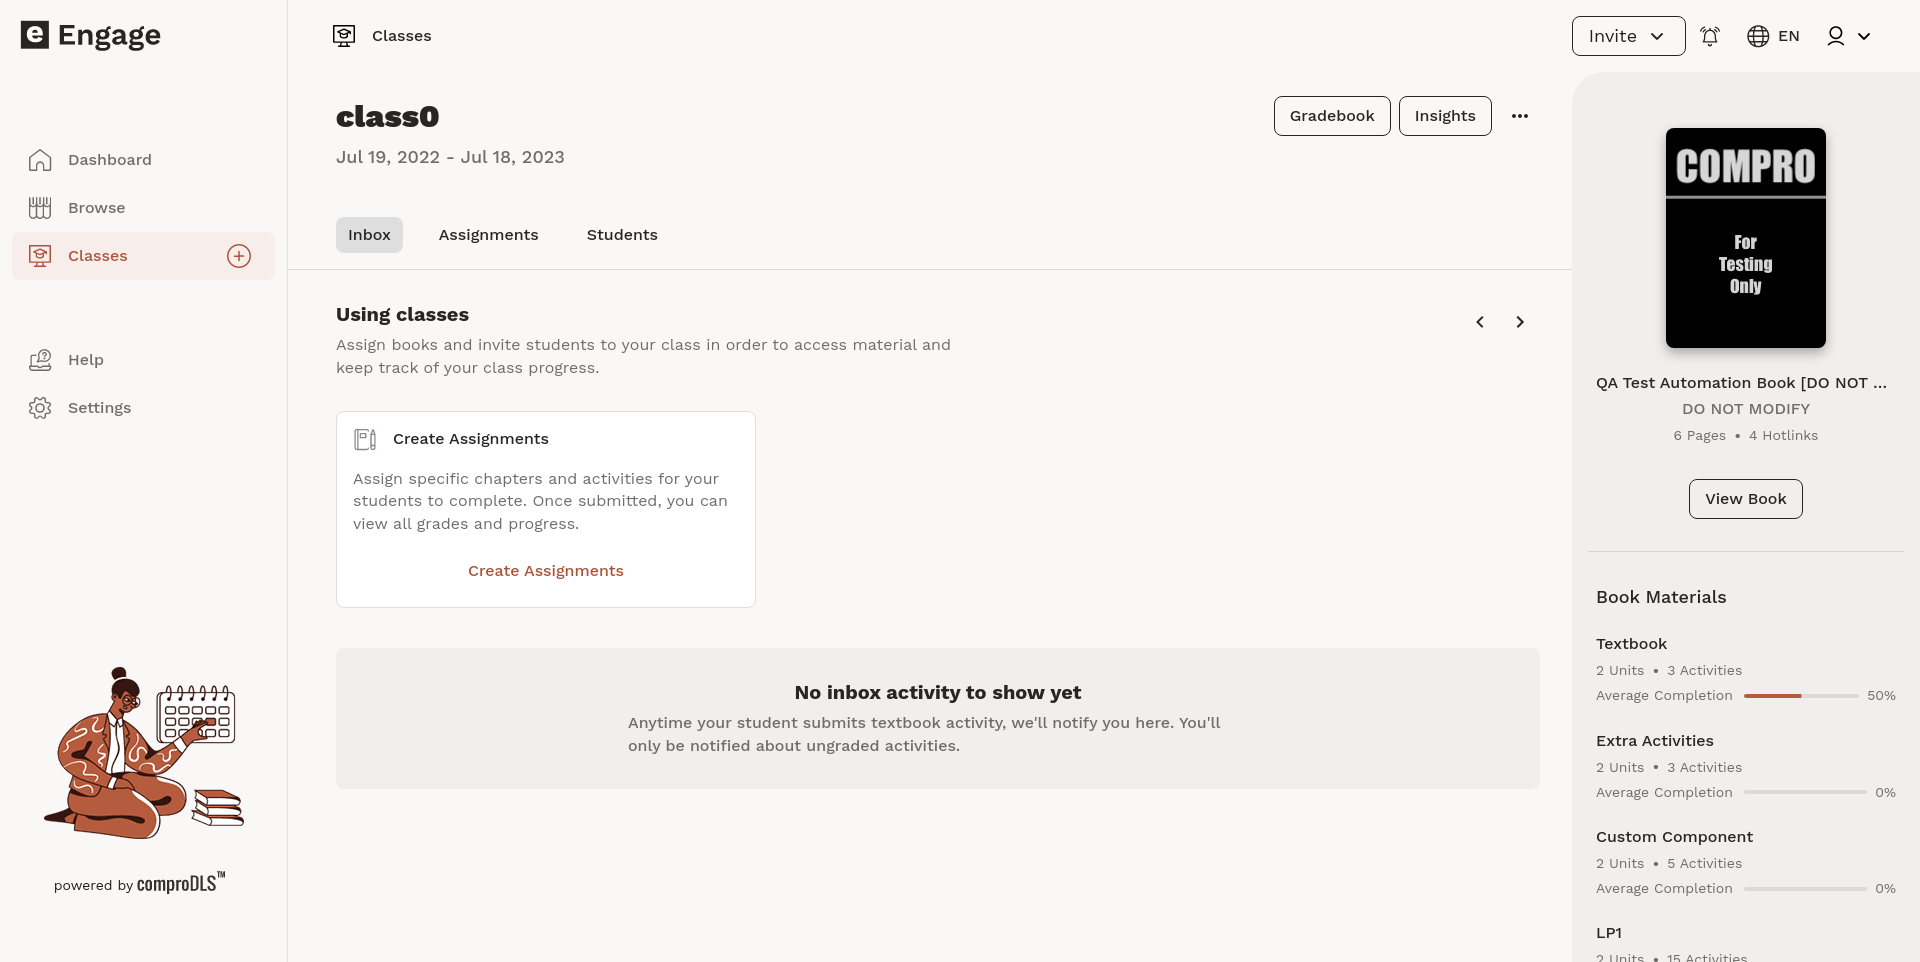 e Engage
Classes
Invite
EN
Dashboard
Browse
Classes
Help
Settings
powered by comproDLS™
class0
Jul 19, 2022 - Jul 18, 2023
Gradebook
Insights
Inbox
Assignments
Students
Using classes
Assign books and invite students to your class in order to access material and
keep track of your class progress.
Create Assignments
Assign specific chapters and activities for your
students to complete. Once submitted, you can
view all grades and progress.
Create Assignments
No inbox activity to show yet
Anytime your student submits textbook activity, we'll notify you here. You'll
only be notified about ungraded activities.
COMPRO
For
Testing
Only
QA Test Automation Book [DO NOT ...
DO NOT MODIFY
6 Pages • 4 Hotlinks
View Book
Book Materials
Textbook
2 Units • 3 Activities
Average Completion 50%
Extra Activities
2 Units • 3 Activities
Average Completion 0%
Custom Component
2 Units • 5 Activities
Average Completion 0%
LP1
2 Units • 15 Activities